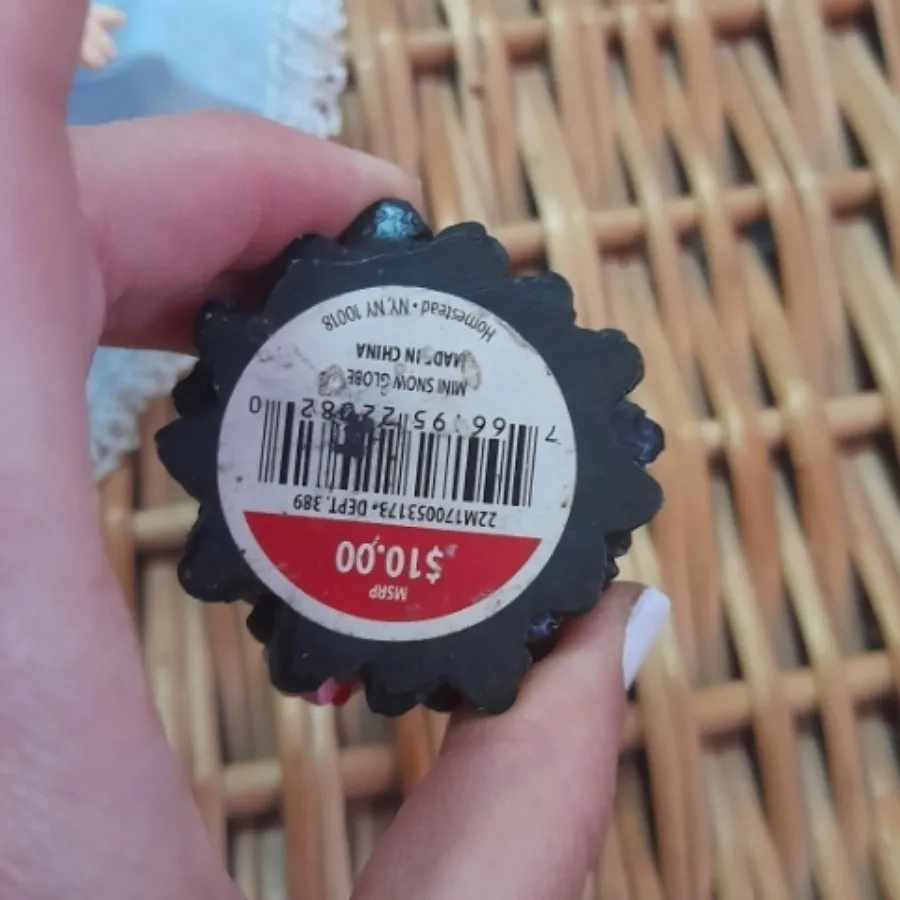 MSRP
$10.00
22M170053173• DEPT. 389
7 66195 22082 0
MINI SNOW GLOBE
MADE IN CHINA
Homestead • NY, NY 10018